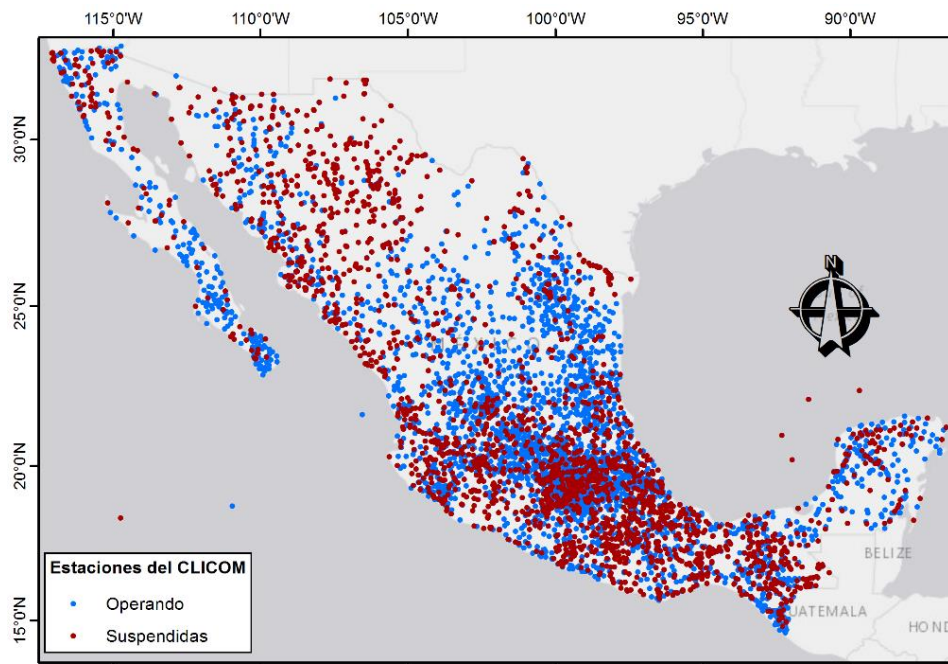 115°0'W 110°0'W 105°0'W 100°0'W 95°0'W 90°0'W
30°0'N
25°0'N
20°0'N
15°0'N
N
MÉXICO
BELIZE
GUATEMALA
HOND
Estaciones del CLICOM
Operando
Suspendidas